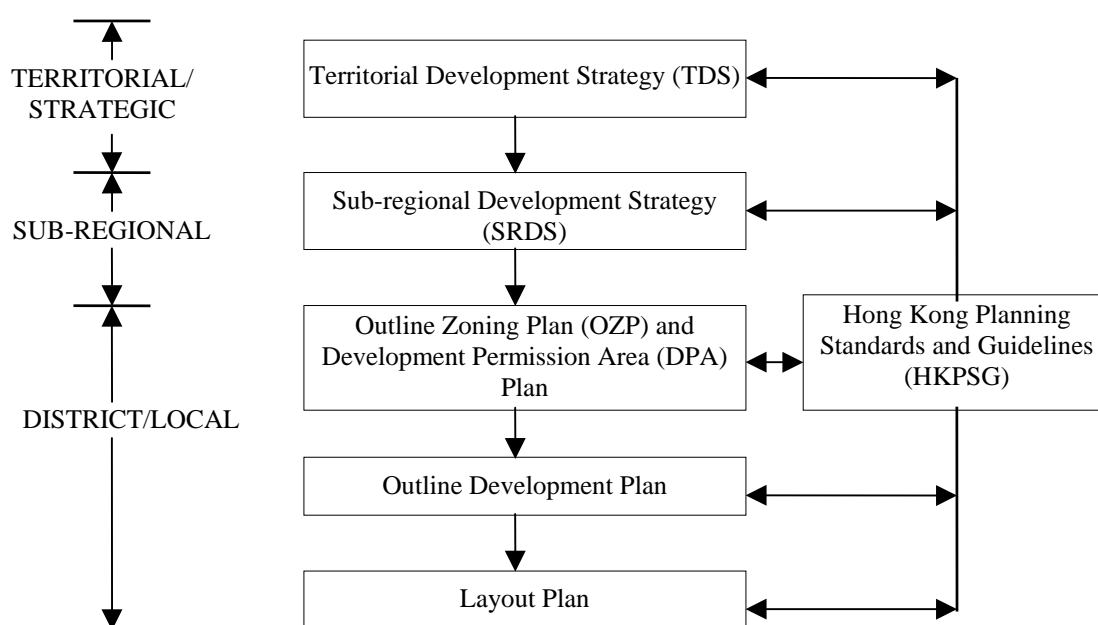 TERRITORIAL/
STRATEGIC
Territorial Development Strategy (TDS)
SUB-REGIONAL
Sub-regional Development Strategy
(SRDS)
Outline Zoning Plan (OZP) and
Development Permission Area (DPA)
Plan
Hong Kong Planning
Standards and Guidelines
(HKPSG)
DISTRICT/LOCAL
Outline Development Plan
Layout Plan